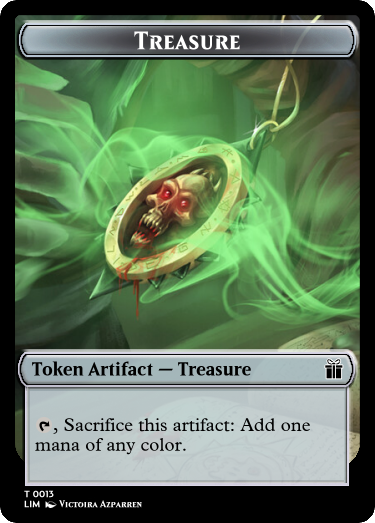 Treasure
Token Artifact — Treasure
, Sacrifice this artifact: Add one
mana of any color.
T 0013
LIM Victoira Azparren